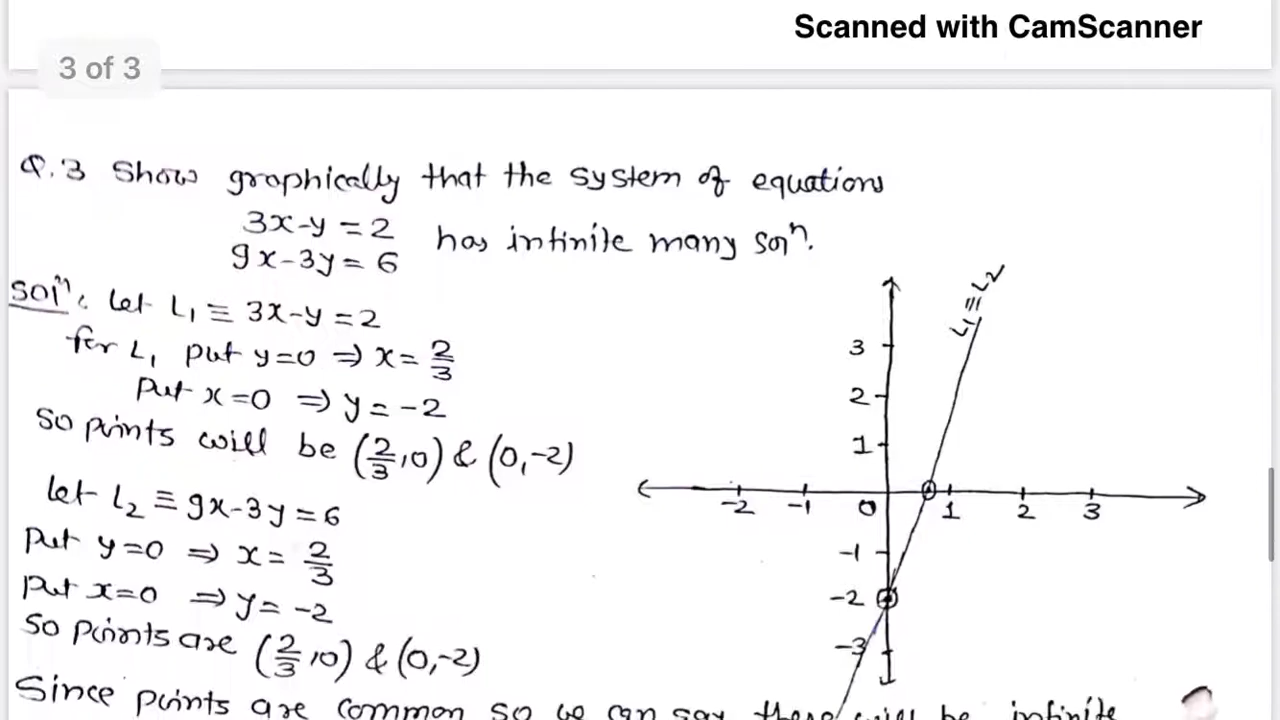 Scanned with CamScanner
3 of 3
Q.3 Show graphically that the system of equations
3x-y = 2
9x-3y = 6
has infinite many solⁿ.
Solⁿ: Let L₁ ≡ 3x-y = 2
for L₁ put y=0 ⇒ x = 2/3
Put x=0 ⇒ y = -2
So points will be (2/3, 0) & (0,-2)
Let L₂ ≡ 9x-3y = 6
Put y=0 ⇒ x = 2/3
Put x=0 ⇒ y = -2
So points are (2/3, 0) & (0,-2)
Since points are common so we can say there will be infinite
L₁ ≡ L₂
3
2
1
-2 -1 0 1 2 3
-1
-2
-3